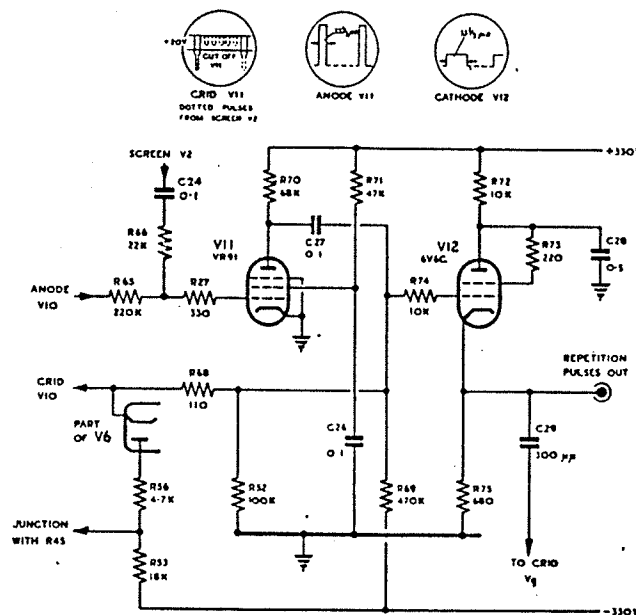 +20V
CUT OFF
V11
GRID V11
DOTTED PULSES
FROM SCREEN V2
ANODE V11
CATHODE V12
+330V
SCREEN V2
C24
0·1
R66
22K
R70
68K
R71
47K
R72
10K
C27
0·1
V11
VR91
V12
6V6G
R73
220
C28
0·5
ANODE
V10
R65
220K
R27
330
R74
10K
REPETITION
PULSES OUT
GRID
V10
R68
110
PART
OF V6
C26
0·1
C29
300 μμ
R56
4·7K
R52
100K
R69
470K
R75
680
JUNCTION
WITH R45
R53
18K
TO GRID
V9
-330V